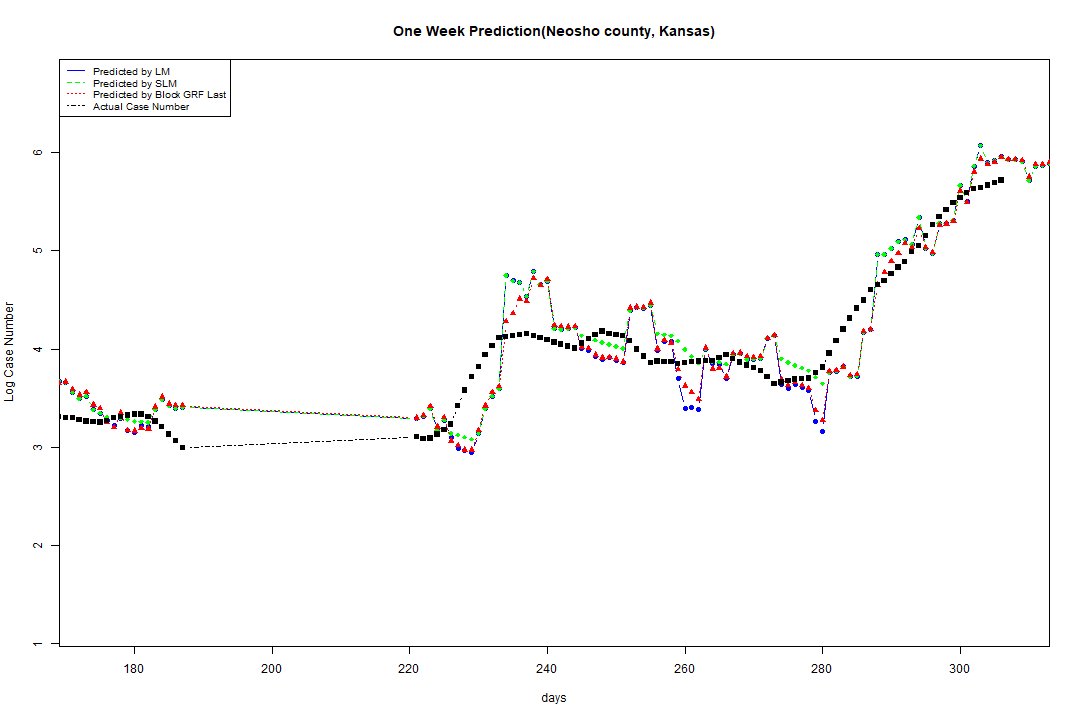 One Week Prediction(Neosho county, Kansas)
Predicted by LM
Predicted by SLM
Predicted by Block GRF Last
Actual Case Number
Log Case Number
6
5
4
3
2
1
180 200 220 240 260 280 300
days